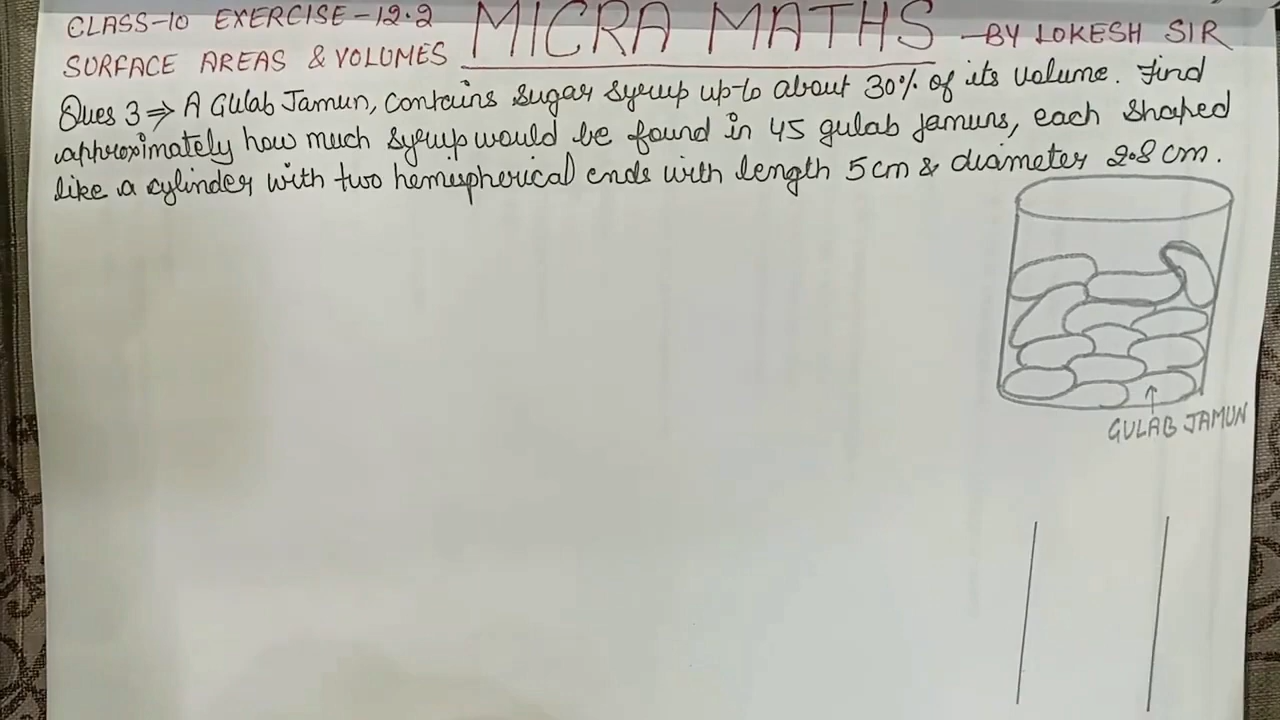 CLASS-10 EXERCISE-12.2 MICRA MATHS -BY LOKESH SIR
SURFACE AREAS & VOLUMES
Ques 3 ⇒ A Gulab Jamun, contains sugar syrup up-to about 30% of its volume. Find
approximately how much syrup would be found in 45 gulab jamuns, each shaped
like a cylinder with two hemispherical ends with length 5cm & diameter 2.8 cm.
GULAB JAMUN